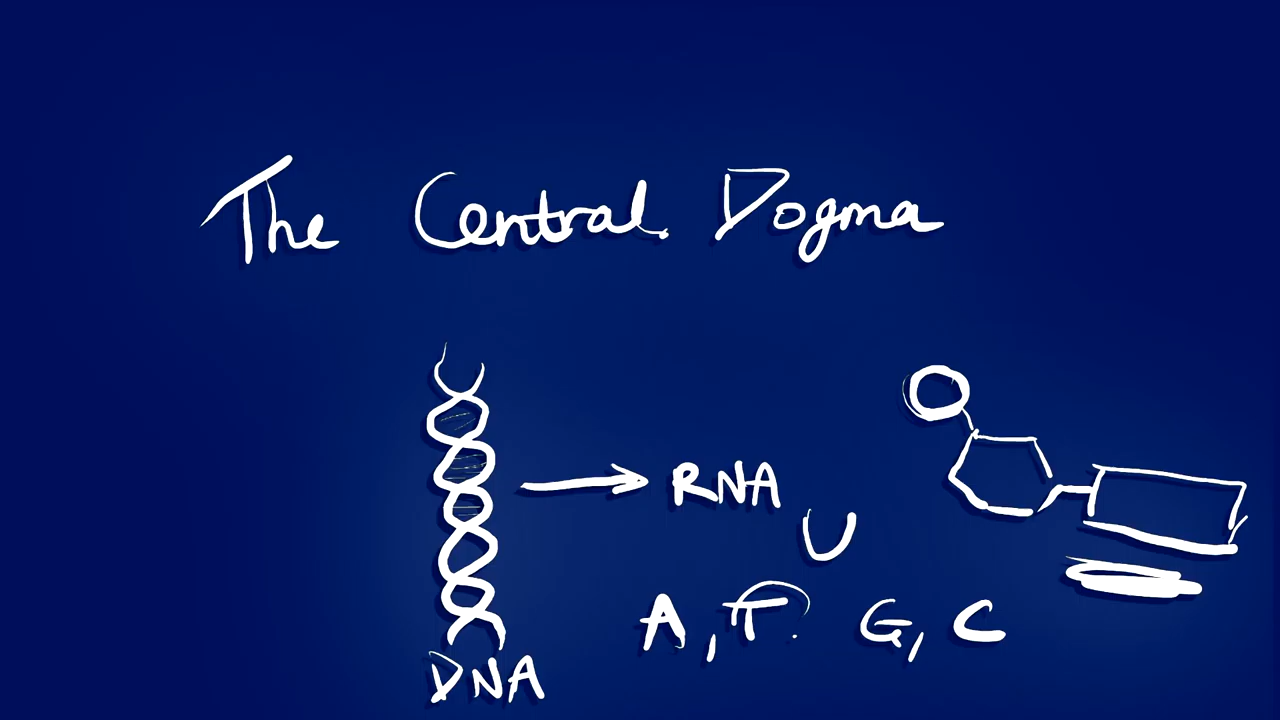 The Central Dogma
RNA
U
A, T. G, C
DNA